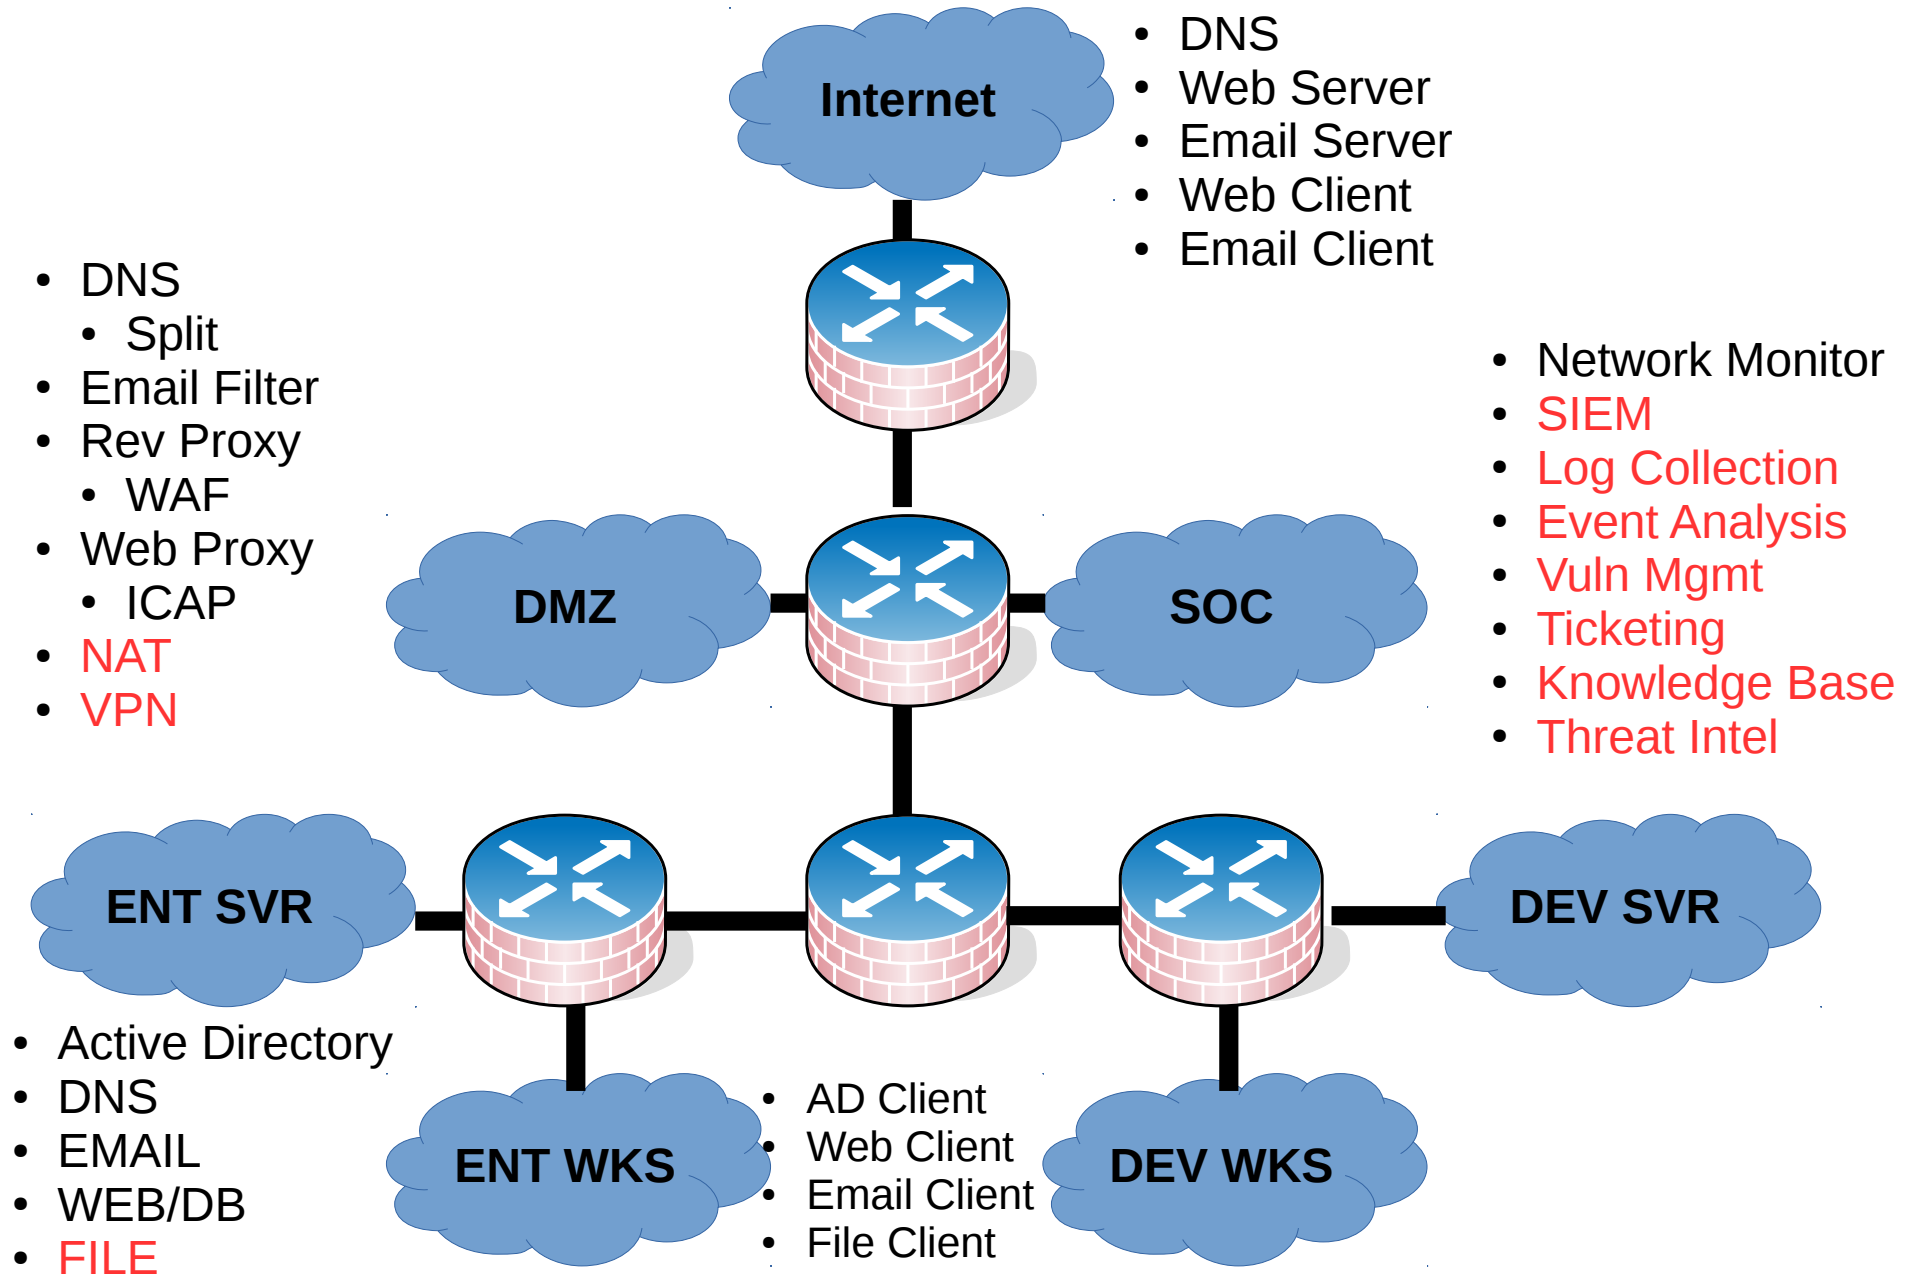 Internet
• DNS
• Web Server
• Email Server
• Web Client
• Email Client
• DNS
• Split
• Email Filter
• Rev Proxy
• WAF
• Web Proxy
• ICAP
• NAT
• VPN
DMZ
SOC
• Network Monitor
• SIEM
• Log Collection
• Event Analysis
• Vuln Mgmt
• Ticketing
• Knowledge Base
• Threat Intel
ENT SVR
DEV SVR
• Active Directory
• DNS
• EMAIL
• WEB/DB
• FILE
ENT WKS
• AD Client
• Web Client
• Email Client
• File Client
DEV WKS